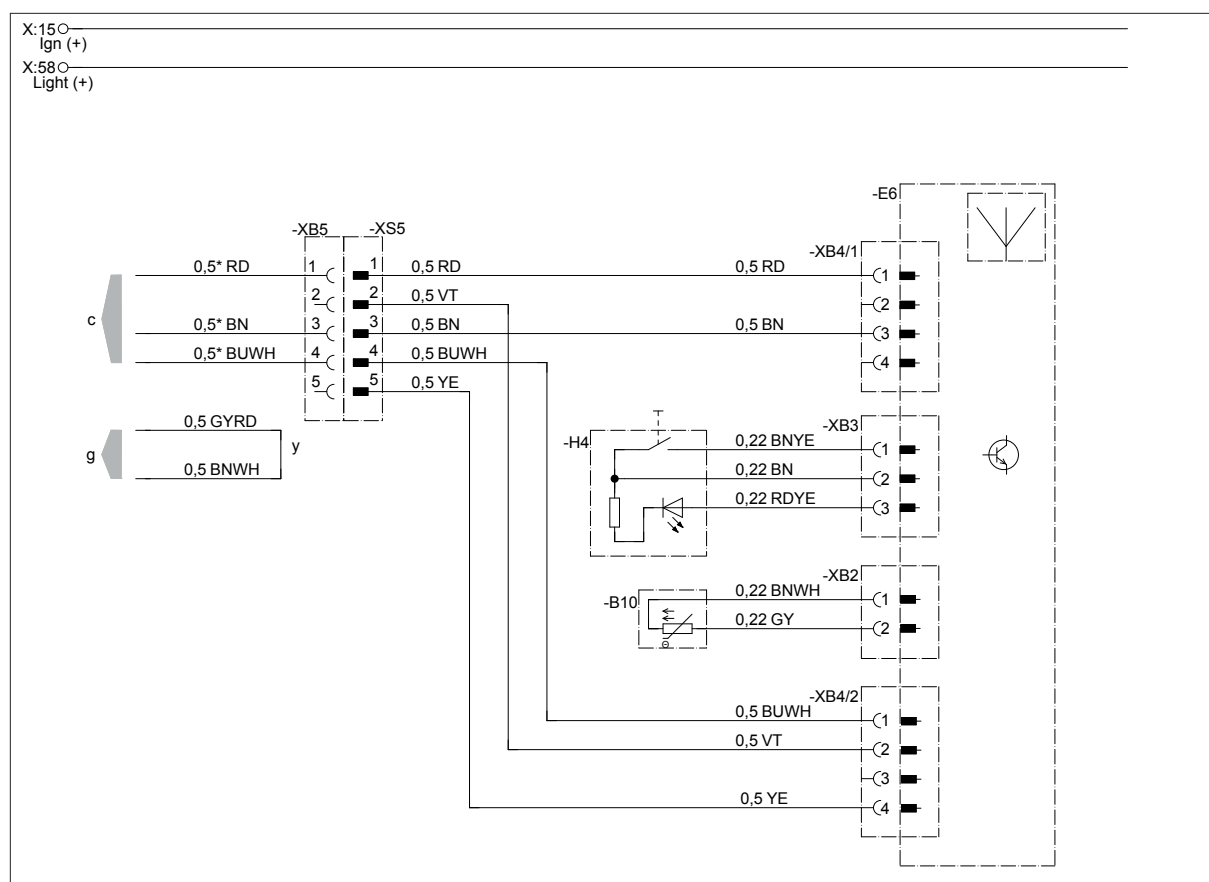 X:15
Ign (+)
X:58
Light (+)
-E6
-XB5 -XS5
-XB4/1
0,5* RD 1 1 0,5 RD 0,5 RD 1
2 2 0,5 VT 2
c
0,5* BN 3 3 0,5 BN 0,5 BN 3
0,5* BUWH 4 4 0,5 BUWH 4
5 5 0,5 YE
0,5 GYRD
g y
0,5 BNWH
-H4 -XB3
0,22 BNYE 1
0,22 BN 2
0,22 RDYE 3
-XB2
-B10 0,22 BNWH 1
0,22 GY 2
Θ
-XB4/2
0,5 BUWH 1
0,5 VT 2
3
0,5 YE 4